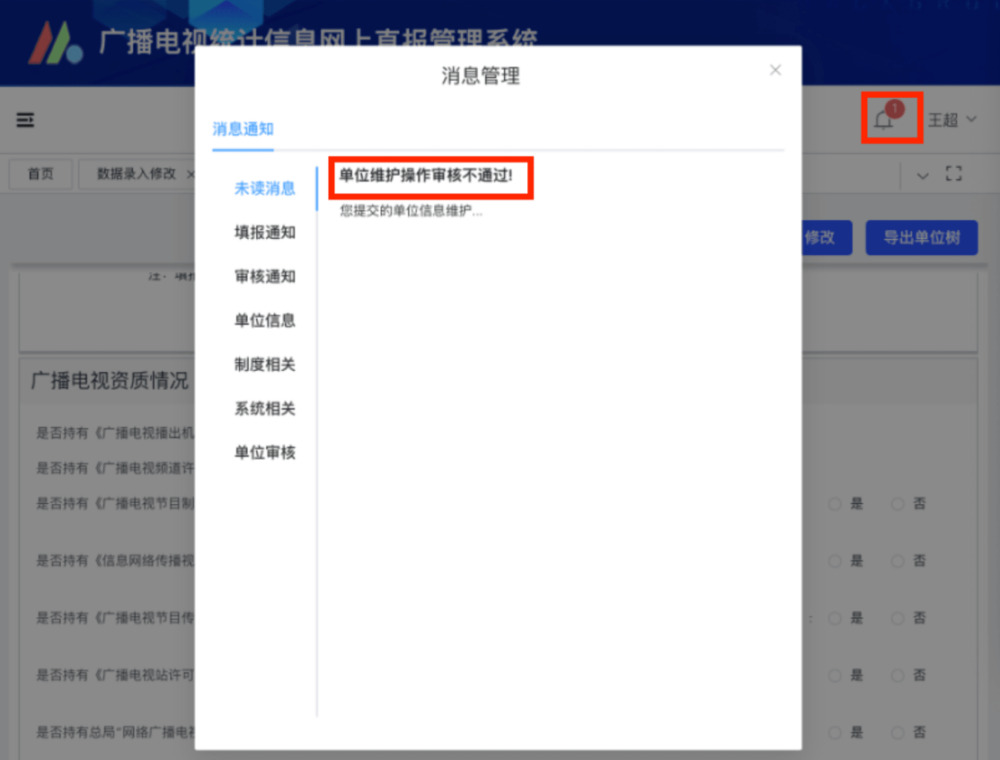 广播电视统计信息网上直报管理系统
消息管理
消息通知
1
王超
首页
数据录入修改
未读消息
单位维护操作审核不通过!
您提交的单位信息维护...
填报通知
修改
导出单位树
审核通知
注：填报
单位信息
制度相关
广播电视资质情况
系统相关
是否持有《广播电视播出机
单位审核
是否持有《广播电视频道许
是否持有《广播电视节目制
是 否
是否持有《信息网络传播视
是 否
是否持有《广播电视节目传
: 是 否
是否持有《广播电视站许可
是 否
是否持有总局“网络广播电视
是 否